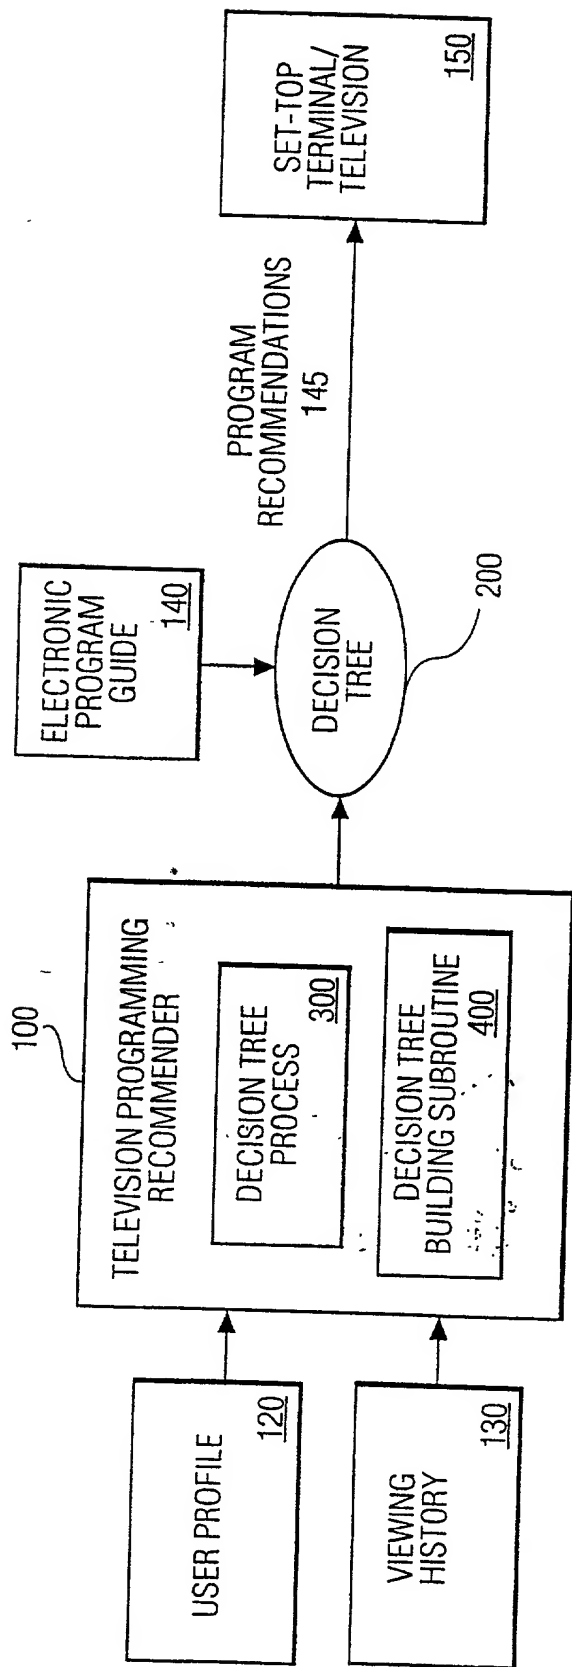 100
TELEVISION PROGRAMMING
RECOMMENDER
USER PROFILE
120
VIEWING
HISTORY
130
DECISION TREE
PROCESS
300
DECISION TREE
BUILDING SUBROUTINE
400
ELECTRONIC
PROGRAM
GUIDE
140
DECISION
TREE
200
PROGRAM
RECOMMENDATIONS
145
SET-TOP
TERMINAL/
TELEVISION
150